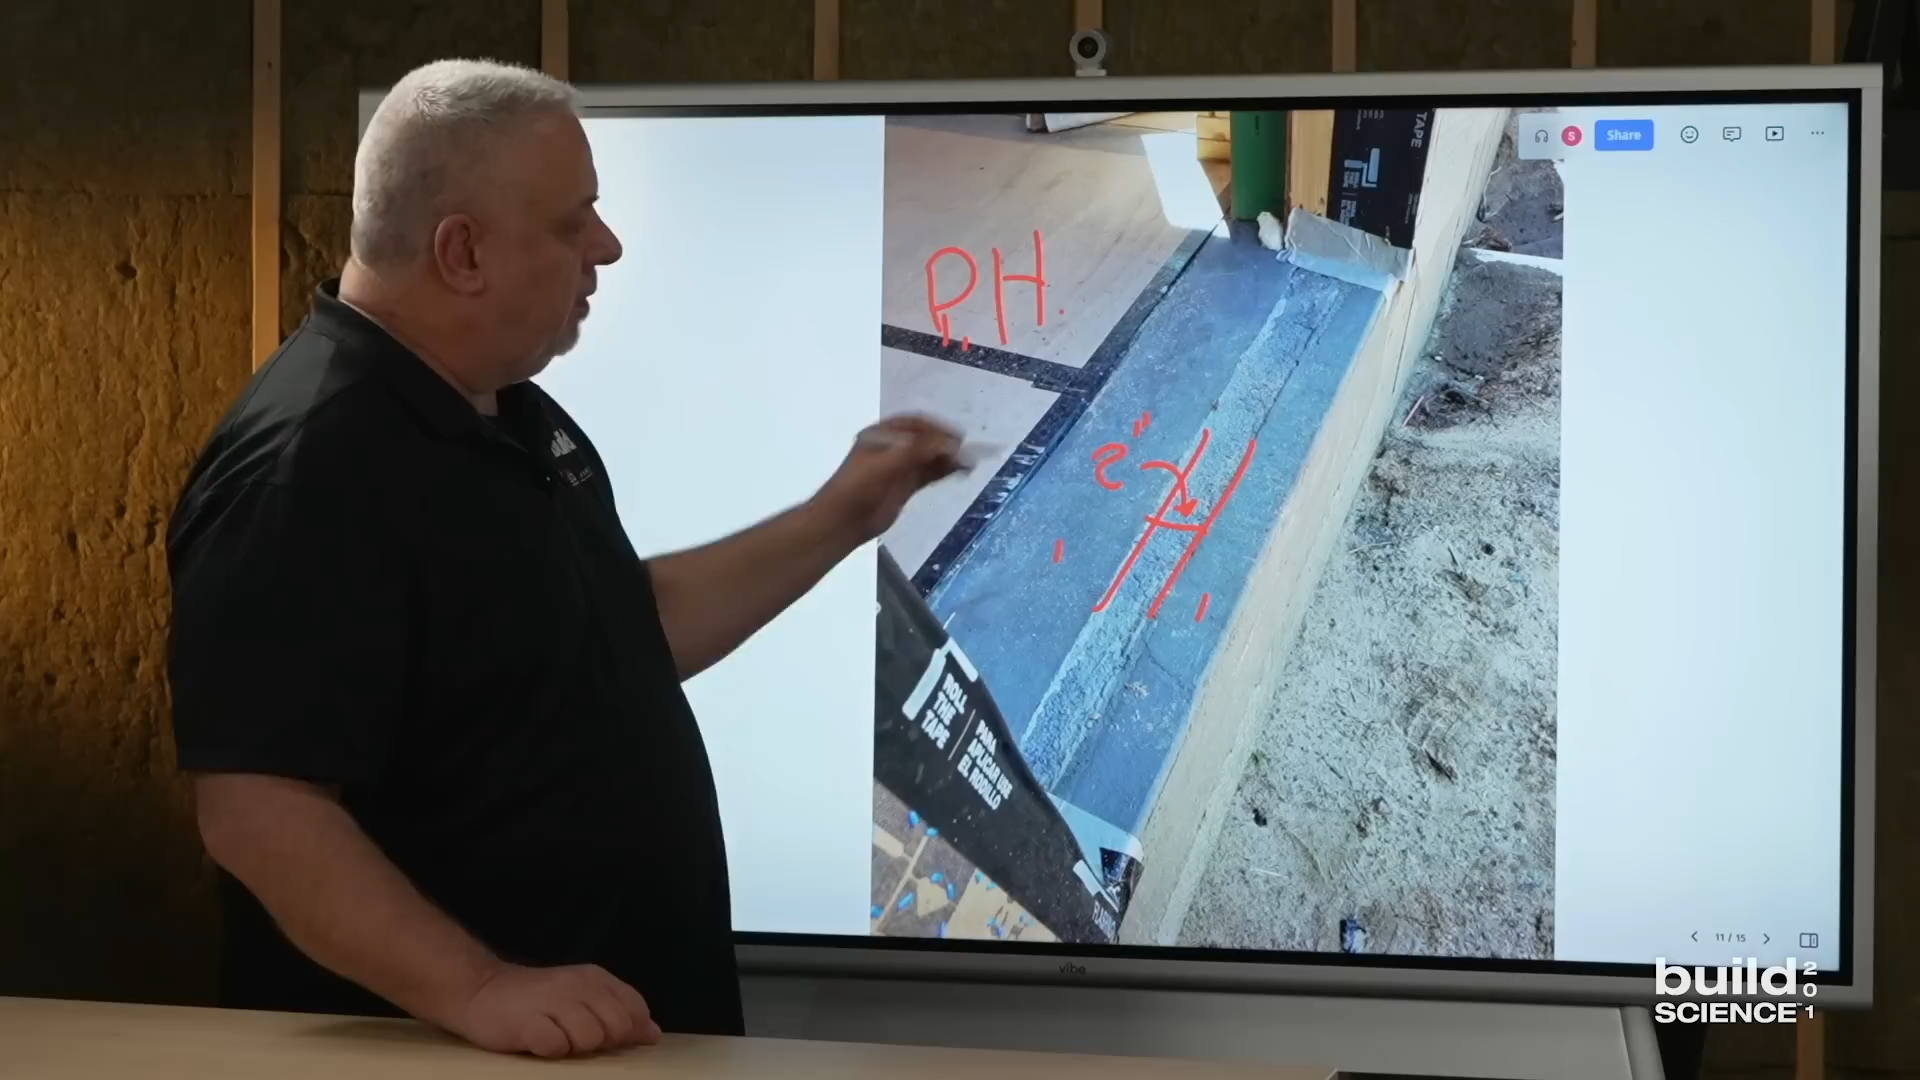 Share
S
TAPE
ROLL
THE
TAPE
PARA
APLICAR USE
EL RODILLO
P.H.
2"
11 / 15
vibe
build
SCIENCE
201